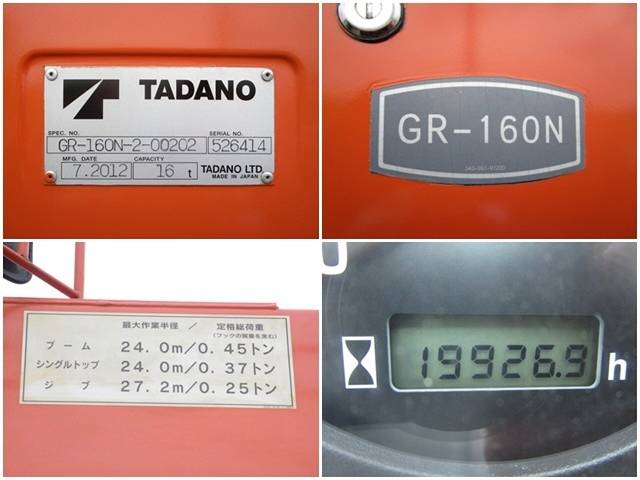 TADANO
SPEC. NO. SERIAL NO.
GR-160N-2-00202 526414
MFG. DATE CAPACITY
7.2012 16 t TADANO LTD.
MADE IN JAPAN
GR-160N
最大作業半径 / 定格総荷重
(フックの質量を含む)
ブーム 24.0m/0.45トン
シングルトップ 24.0m/0.37トン
ジブ 27.2m/0.25トン
0
19926.9 h